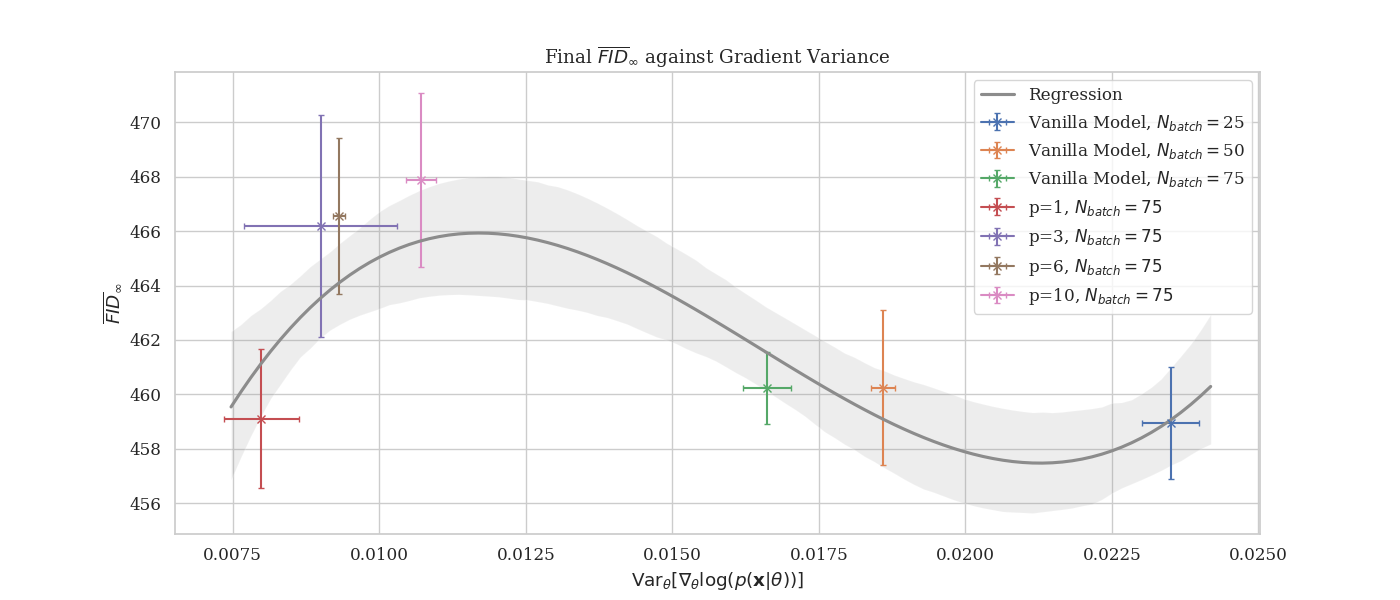 Final $\overline{FID}_\infty$ against Gradient Variance
$\overline{FID}_\infty$
470
468
466
464
462
460
458
456
Regression
Vanilla Model, $N_{batch} = 25$
Vanilla Model, $N_{batch} = 50$
Vanilla Model, $N_{batch} = 75$
p=1, $N_{batch} = 75$
p=3, $N_{batch} = 75$
p=6, $N_{batch} = 75$
p=10, $N_{batch} = 75$
0.0075 0.0100 0.0125 0.0150 0.0175 0.0200 0.0225 0.0250
$\mathrm{Var}_\theta[\nabla_\theta \log(p(\mathbf{x}|\theta))]$